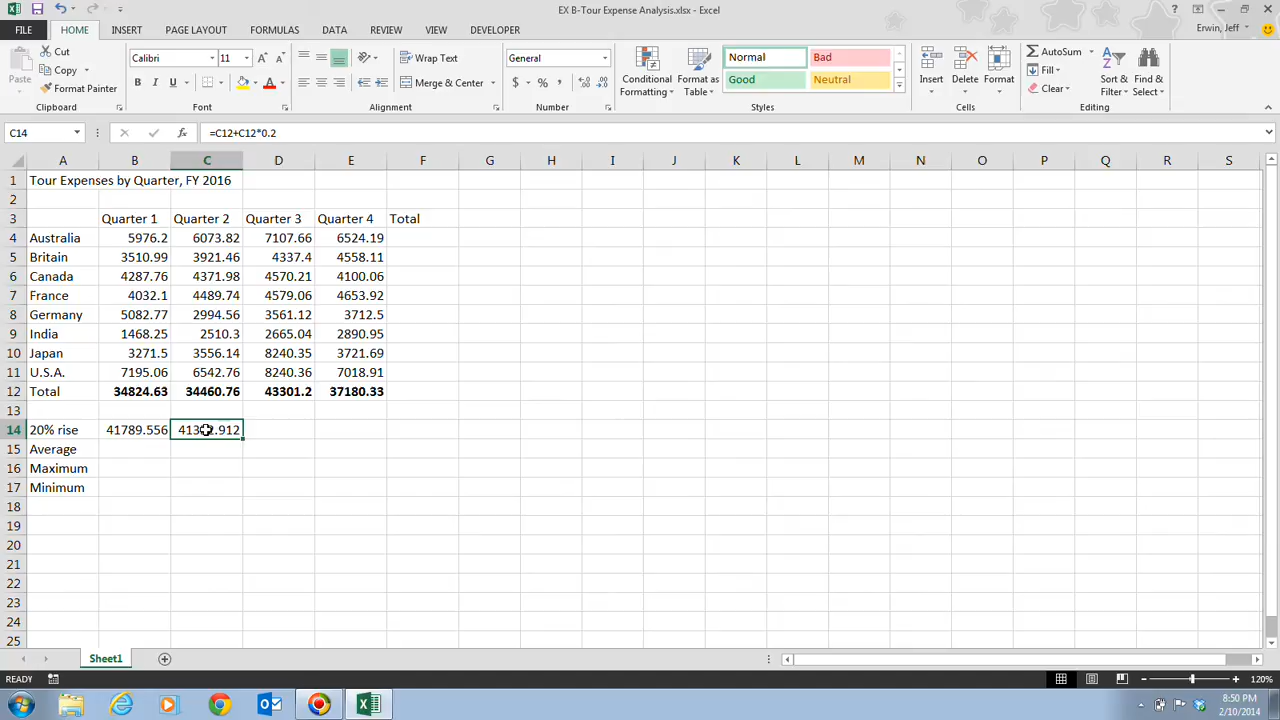 EX B-Tour Expense Analysis.xlsx - Excel
FILE HOME INSERT PAGE LAYOUT FORMULAS DATA REVIEW VIEW DEVELOPER Erwin, Jeff
Paste Cut Copy Format Painter Clipboard
Calibri 11 B I U Font
Wrap Text Merge & Center Alignment
General $ % Number
Conditional Formatting Format as Table Normal Bad Good Neutral Styles
Insert Delete Format Cells
AutoSum Fill Clear Sort & Filter Find & Select Editing
C14 fx =C12+C12*0.2
A B C D E F G H I J K L M N O P Q R S
1 Tour Expenses by Quarter, FY 2016
2
3 Quarter 1 Quarter 2 Quarter 3 Quarter 4 Total
4 Australia 5976.2 6073.82 7107.66 6524.19
5 Britain 3510.99 3921.46 4337.4 4558.11
6 Canada 4287.76 4371.98 4570.21 4100.06
7 France 4032.1 4489.74 4579.06 4653.92
8 Germany 5082.77 2994.56 3561.12 3712.5
9 India 1468.25 2510.3 2665.04 2890.95
10 Japan 3271.5 3556.14 8240.35 3721.69
11 U.S.A. 7195.06 6542.76 8240.36 7018.91
12 Total 34824.63 34460.76 43301.2 37180.33
13
14 20% rise 41789.556
15 Average
16 Maximum
17 Minimum
18
19
20
21
22
23
24
25
Sheet1
READY 120%
8:50 PM
2/10/2014